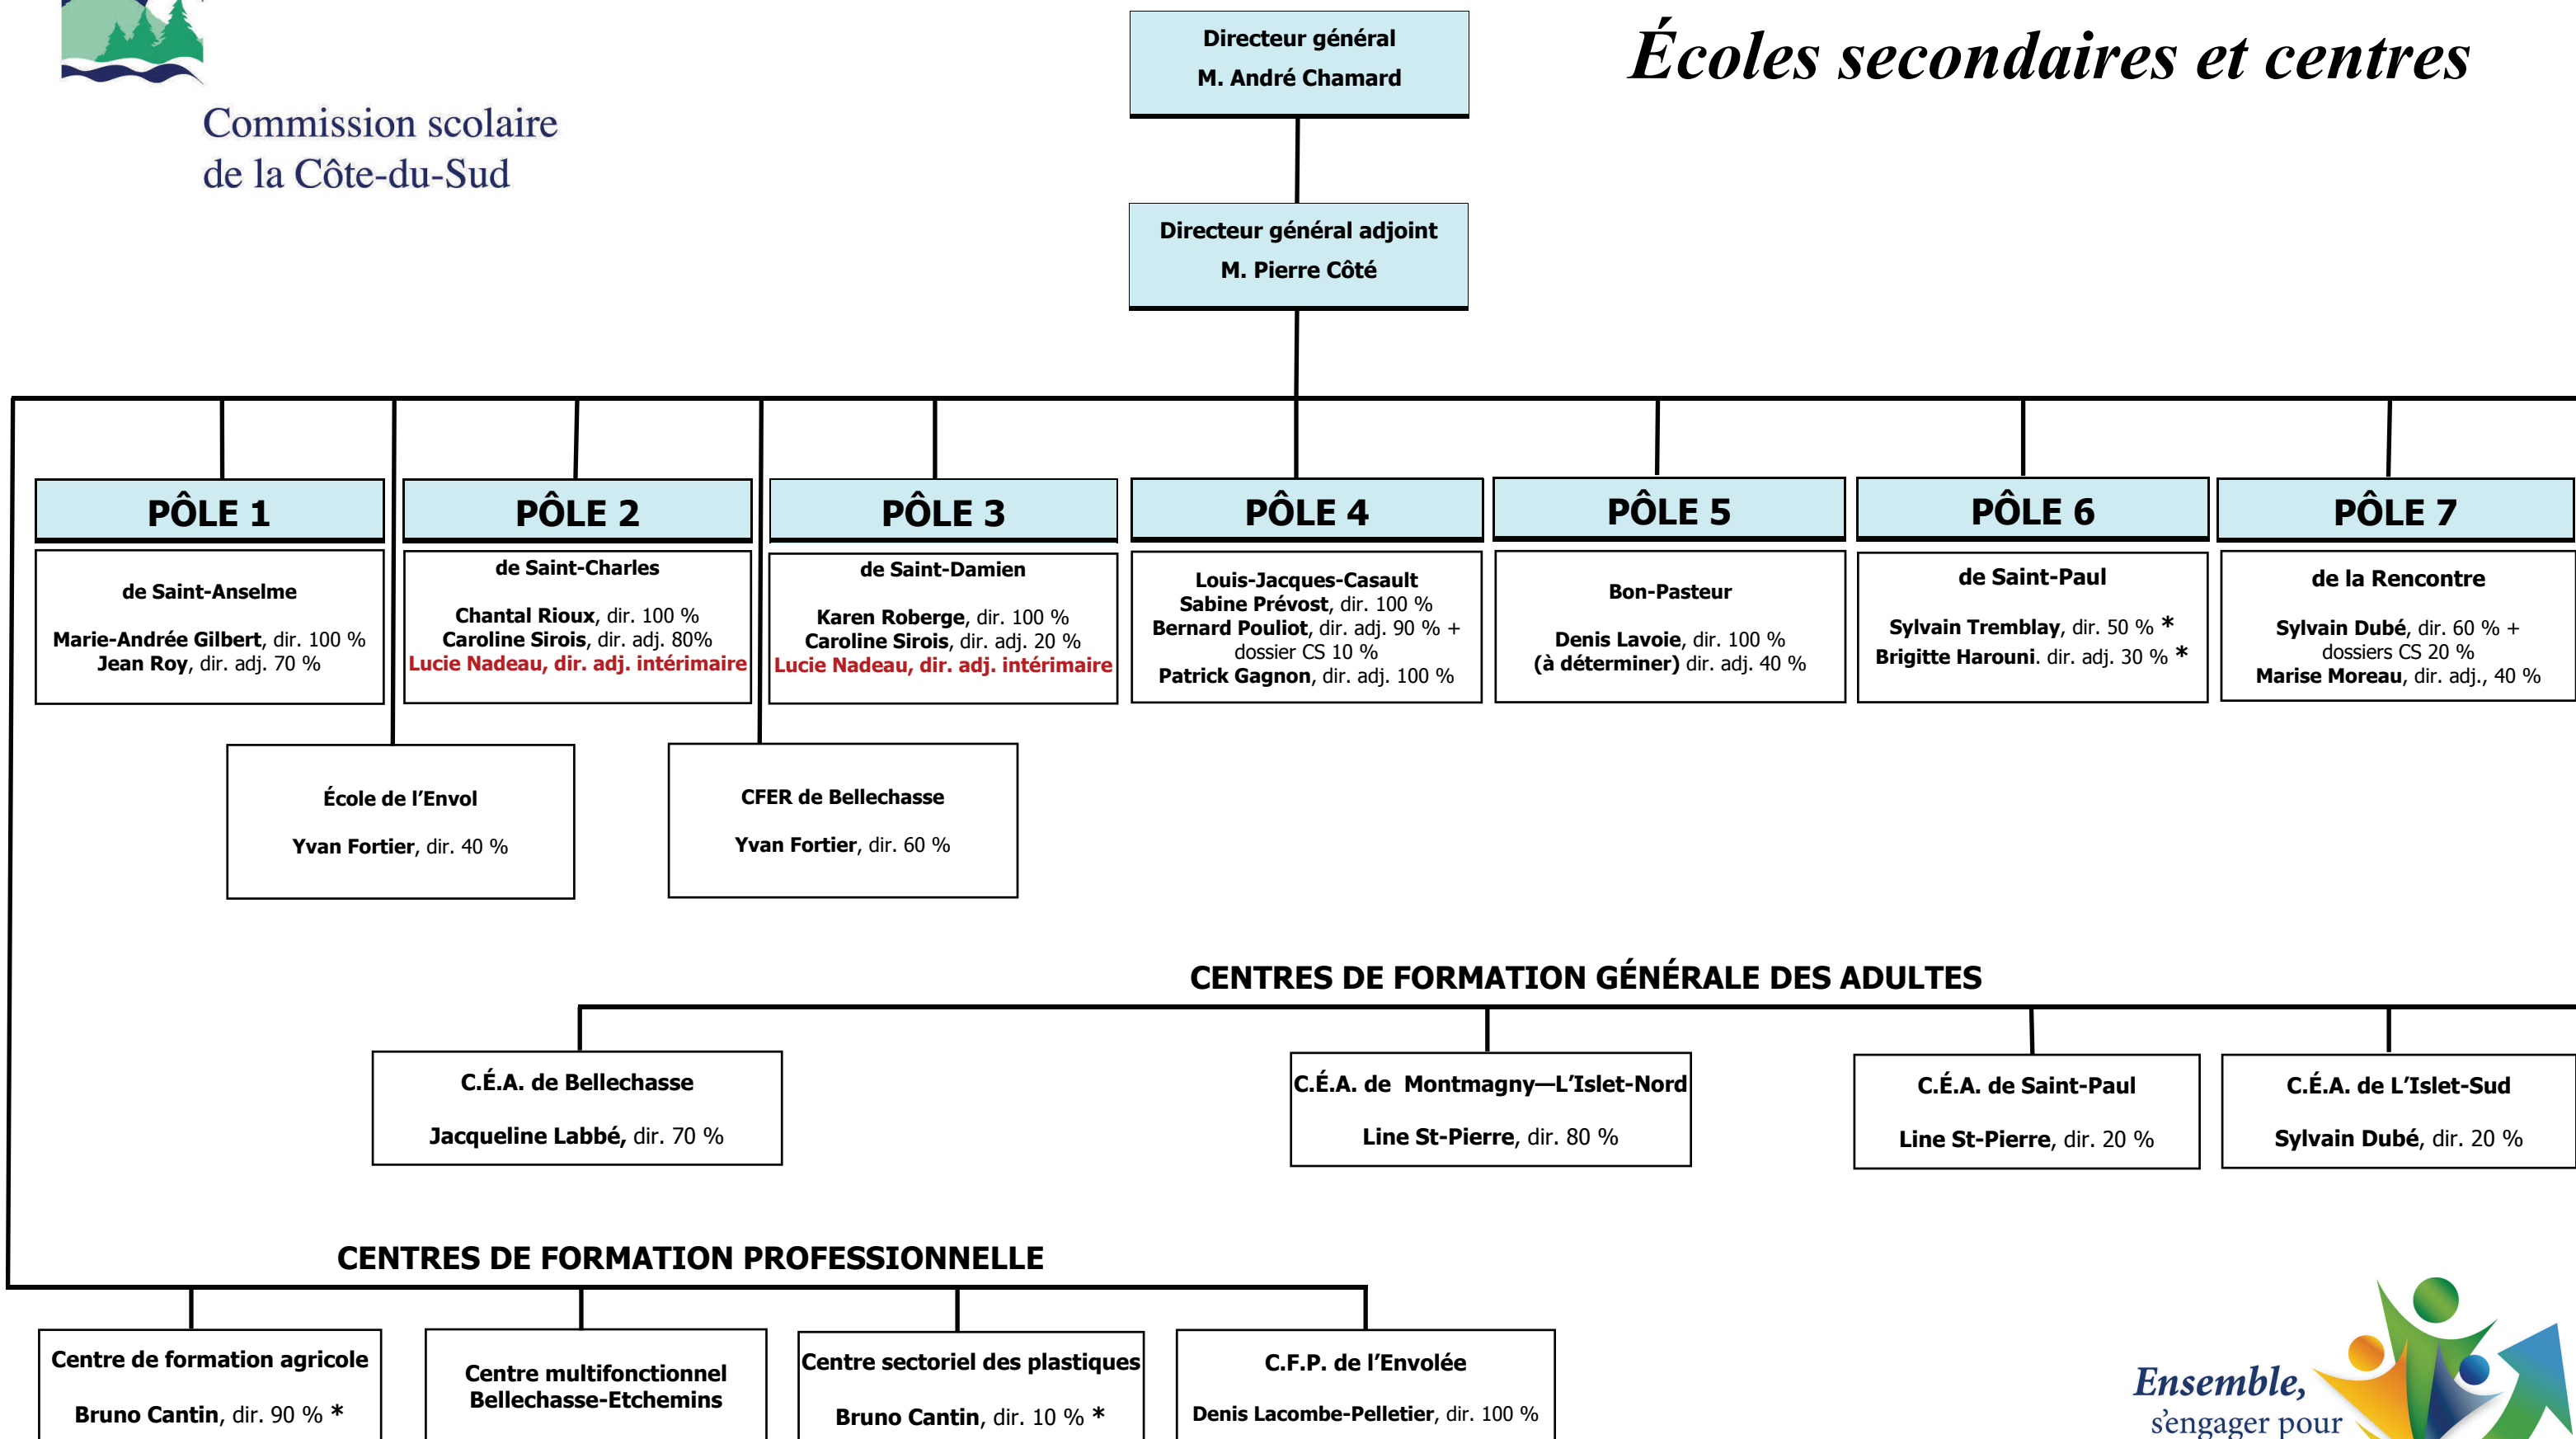 Commission scolaire
de la Côte-du-Sud
Directeur général
M. André Chamard
Écoles secondaires et centres
Directeur général adjoint
M. Pierre Côté
PÔLE 1
de Saint-Anselme
Marie-Andrée Gilbert, dir. 100 %
Jean Roy, dir. adj. 70 %
PÔLE 2
de Saint-Charles
Chantal Rioux, dir. 100 %
Caroline Sirois, dir. adj. 80%
Lucie Nadeau, dir. adj. intérimaire
PÔLE 3
de Saint-Damien
Karen Roberge, dir. 100 %
Caroline Sirois, dir. adj. 20 %
Lucie Nadeau, dir. adj. intérimaire
PÔLE 4
Louis-Jacques-Casault
Sabine Prévost, dir. 100 %
Bernard Pouliot, dir. adj. 90 % +
dossier CS 10 %
Patrick Gagnon, dir. adj. 100 %
PÔLE 5
Bon-Pasteur
Denis Lavoie, dir. 100 %
(à déterminer) dir. adj. 40 %
PÔLE 6
de Saint-Paul
Sylvain Tremblay, dir. 50 % *
Brigitte Harouni. dir. adj. 30 % *
PÔLE 7
de la Rencontre
Sylvain Dubé, dir. 60 % +
dossiers CS 20 %
Marise Moreau, dir. adj., 40 %
École de l’Envol
Yvan Fortier, dir. 40 %
CFER de Bellechasse
Yvan Fortier, dir. 60 %
CENTRES DE FORMATION GÉNÉRALE DES ADULTES
C.É.A. de Bellechasse
Jacqueline Labbé, dir. 70 %
C.É.A. de Montmagny—L’Islet-Nord
Line St-Pierre, dir. 80 %
C.É.A. de Saint-Paul
Line St-Pierre, dir. 20 %
C.É.A. de L’Islet-Sud
Sylvain Dubé, dir. 20 %
CENTRES DE FORMATION PROFESSIONNELLE
Centre de formation agricole
Bruno Cantin, dir. 90 % *
Centre multifonctionnel
Bellechasse-Etchemins
Centre sectoriel des plastiques
Bruno Cantin, dir. 10 % *
C.F.P. de l’Envolée
Denis Lacombe-Pelletier, dir. 100 %
Ensemble,
s'engager pour